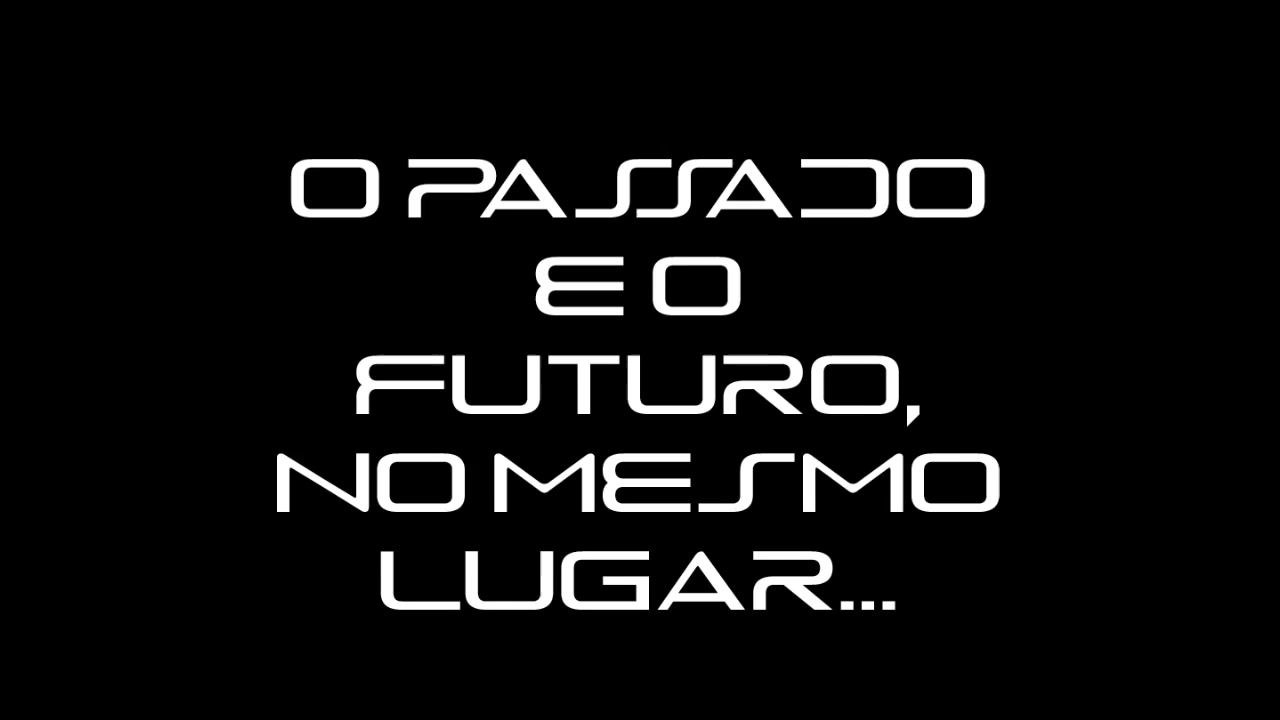 O PASSADO
E O
FUTURO,
NO MESMO
LUGAR...